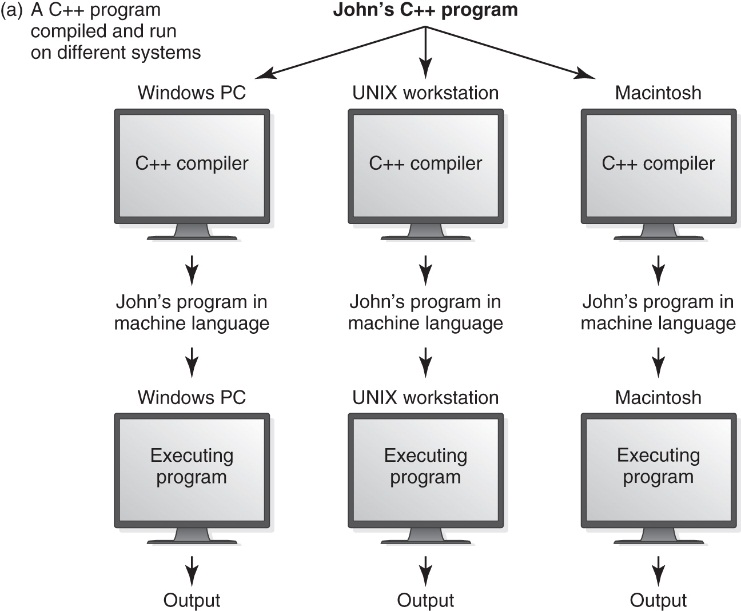 (a) A C++ program
compiled and run
on different systems
John’s C++ program
Windows PC
UNIX workstation
Macintosh
C++ compiler
C++ compiler
C++ compiler
John’s program in
machine language
John’s program in
machine language
John’s program in
machine language
Windows PC
UNIX workstation
Macintosh
Executing
program
Executing
program
Executing
program
Output
Output
Output